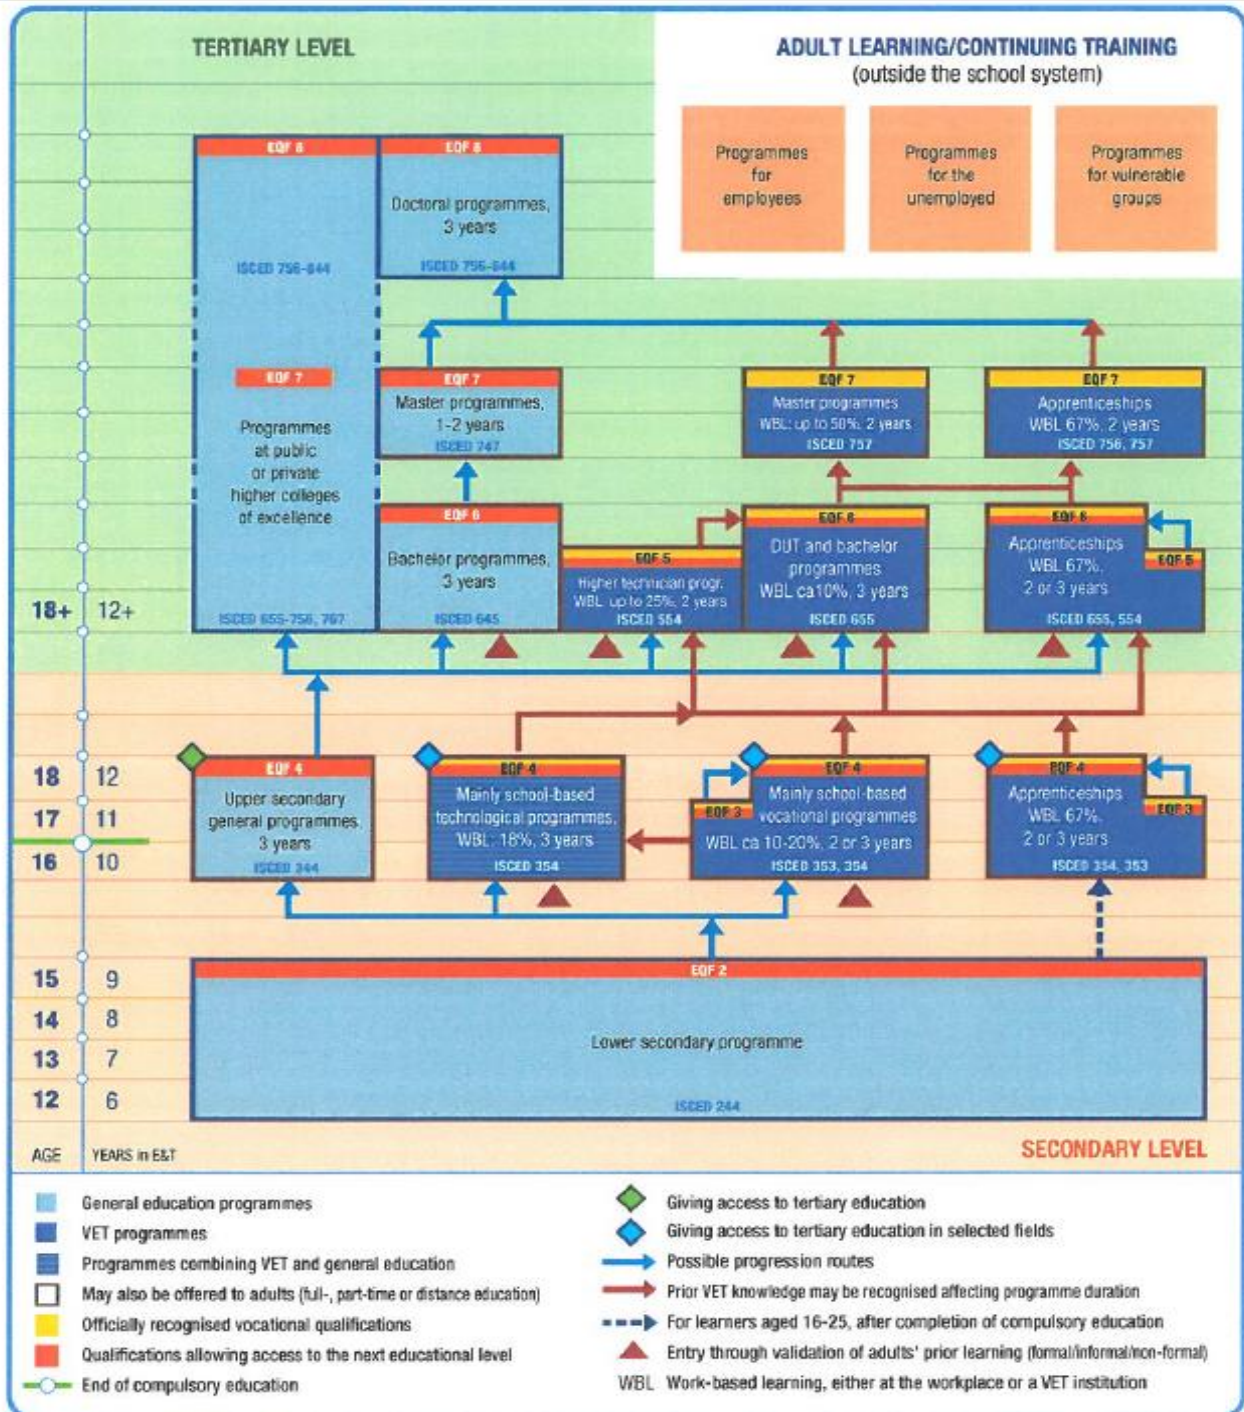 TERTIARY LEVEL
ADULT LEARNING/CONTINUING TRAINING
(outside the school system)
Programmes
for
employees
Programmes
for the
unemployed
Programmes
for vulnerable
groups
EQF 8
ISCED 756-844
EQF 7
Programmes
at public
or private
higher colleges
of excellence
ISCED 655-756, 767
EQF 8
Doctoral programmes,
3 years
ISCED 756-844
EQF 7
Master programmes,
1-2 years
ISCED 747
EQF 7
Master programmes
WBL: up to 50%, 2 years
ISCED 757
EQF 7
Apprenticeships
WBL 67%, 2 years
ISCED 756, 757
EQF 6
Bachelor programmes,
3 years
ISCED 645
EQF 5
Higher technician progr.
WBL up to 25%, 2 years
ISCED 554
EQF 6
DUT and bachelor
programmes
WBL ca10%, 3 years
ISCED 655
EQF 6
Apprenticeships
WBL 67%,
2 or 3 years
ISCED 655, 554
EQF 5
18+ 12+
EQF 4
Upper secondary
general programmes
3 years
ISCED 344
EQF 4
Mainly school-based
technological programmes,
WBL: 18%, 3 years
ISCED 354
EQF 3
EQF 4
Mainly school-based
vocational programmes
WBL ca 10-20%, 2 or 3 years
ISCED 353, 354
EQF 4
Apprenticeships
WBL 67%,
2 or 3 years
ISCED 354, 353
EQF 3
18 12
17 11
16 10
EQF 2
Lower secondary programme
ISCED 244
15 9
14 8
13 7
12 6
AGE YEARS in E&T
SECONDARY LEVEL
General education programmes
VET programmes
Programmes combining VET and general education
May also be offered to adults (full-, part-time or distance education)
Officially recognised vocational qualifications
Qualifications allowing access to the next educational level
End of compulsory education
Giving access to tertiary education
Giving access to tertiary education in selected fields
Possible progression routes
Prior VET knowledge may be recognised affecting programme duration
For learners aged 16-25, after completion of compulsory education
Entry through validation of adults' prior learning (formal/informal/non-formal)
WBL Work-based learning, either at the workplace or a VET institution